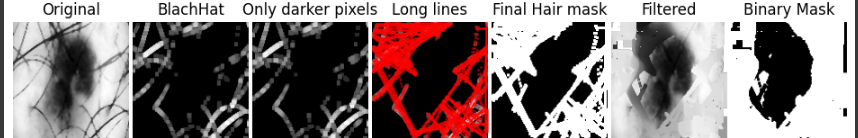 Original BlachHat Only darker pixels Long lines Final Hair mask Filtered Binary Mask